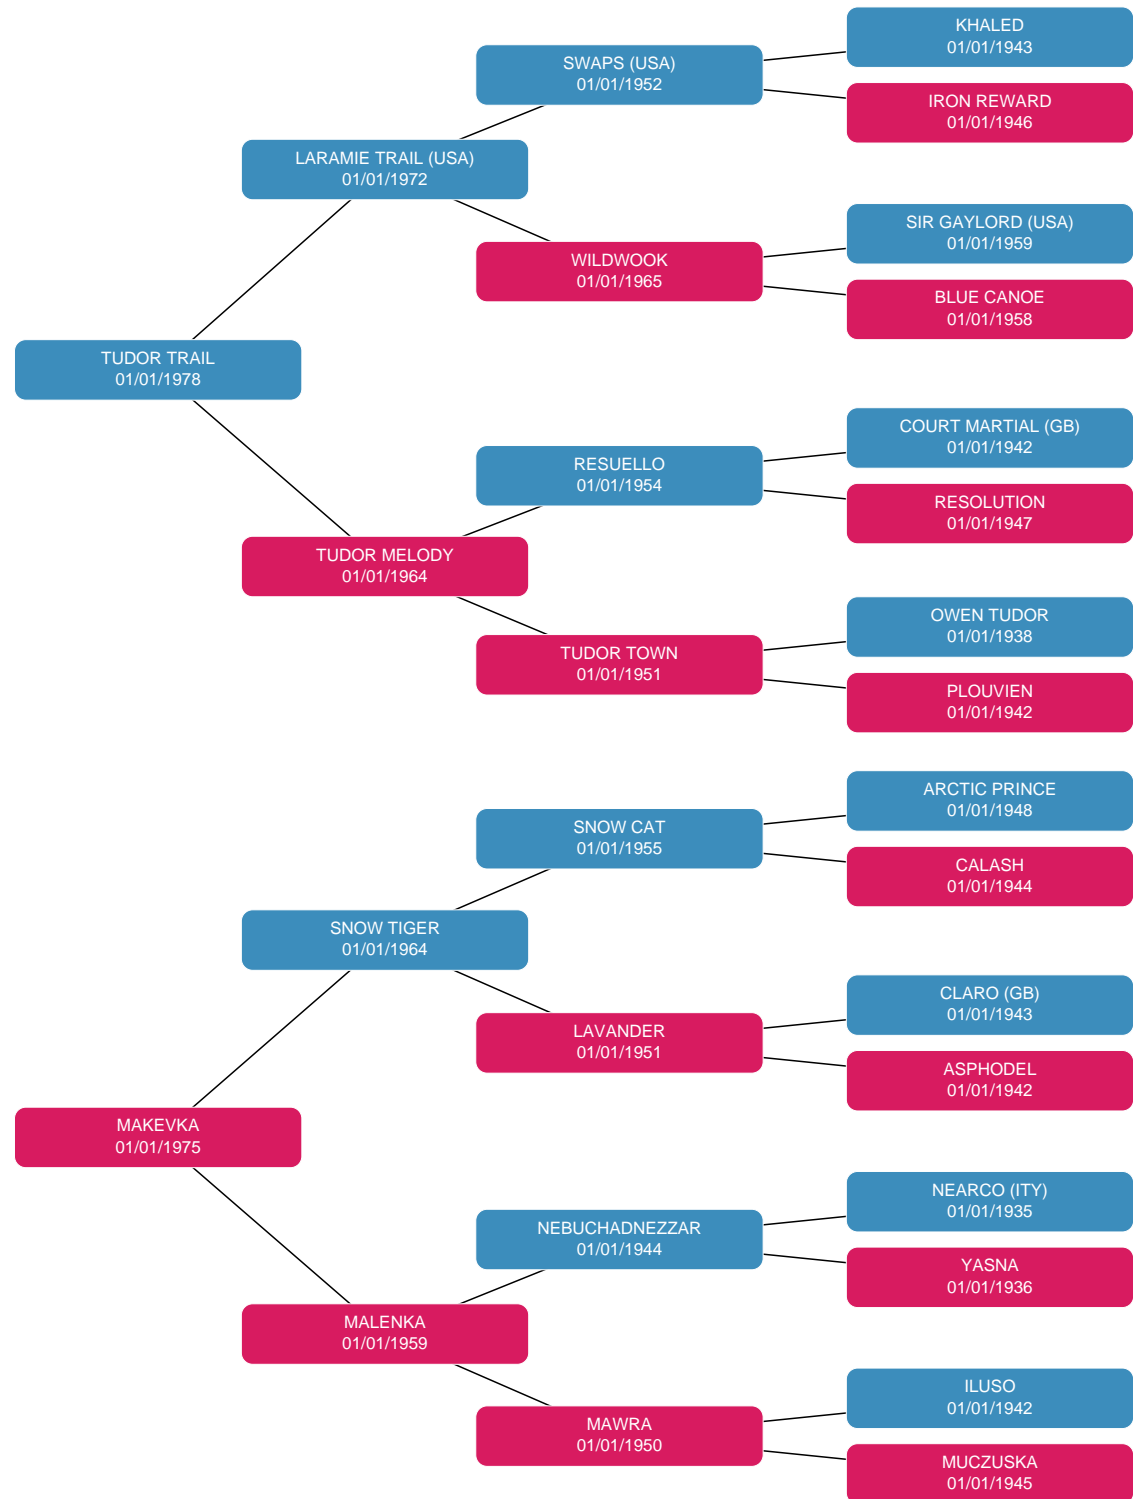 KHALED
01/01/1943
SWAPS (USA)
01/01/1952
IRON REWARD
01/01/1946
LARAMIE TRAIL (USA)
01/01/1972
SIR GAYLORD (USA)
01/01/1959
WILDWOOK
01/01/1965
BLUE CANOE
01/01/1958
TUDOR TRAIL
01/01/1978
COURT MARTIAL (GB)
01/01/1942
RESUELLO
01/01/1954
RESOLUTION
01/01/1947
TUDOR MELODY
01/01/1964
OWEN TUDOR
01/01/1938
TUDOR TOWN
01/01/1951
PLOUVIEN
01/01/1942
ARCTIC PRINCE
01/01/1948
SNOW CAT
01/01/1955
CALASH
01/01/1944
SNOW TIGER
01/01/1964
CLARO (GB)
01/01/1943
LAVANDER
01/01/1951
ASPHODEL
01/01/1942
MAKEVKA
01/01/1975
NEARCO (ITY)
01/01/1935
NEBUCHADNEZZAR
01/01/1944
YASNA
01/01/1936
MALENKA
01/01/1959
ILUSO
01/01/1942
MAWRA
01/01/1950
MUCZUSKA
01/01/1945